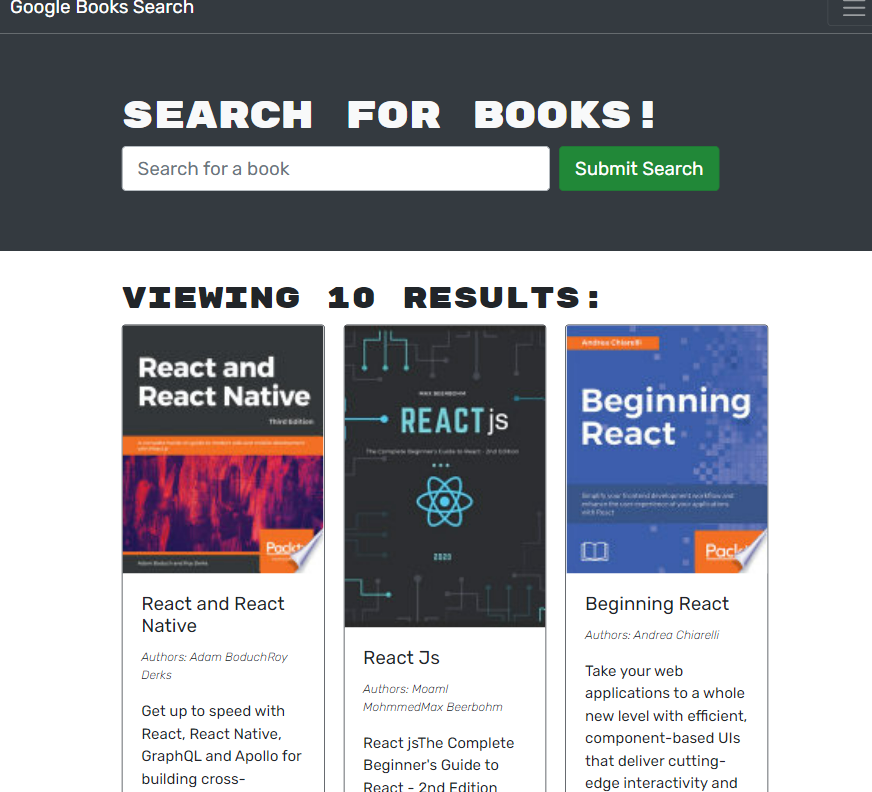 Google Books Search
SEARCH FOR BOOKS!
Search for a book
Submit Search
VIEWING 10 RESULTS:
React and
React Native
Third Edition
A complete hands-on guide to modern web and mobile development
with React.js
Adam Boduch and Roy Derks
Packt
React and React
Native
Authors: Adam BoduchRoy
Derks
Get up to speed with
React, React Native,
GraphQL and Apollo for
building cross-
MAX BEERBOHM
REACTjs
The Complete Beginner's Guide to React - 2nd Edition
2020
React Js
Authors: Moaml
MohmmedMax Beerbohm
React jsThe Complete
Beginner's Guide to
React - 2nd Edition
Andrea Chiarelli
Beginning
React
Simplify your frontend development workflow and
enhance the user experience of your applications
with React
Packt
Beginning React
Authors: Andrea Chiarelli
Take your web
applications to a whole
new level with efficient,
component-based UIs
that deliver cutting-
edge interactivity and